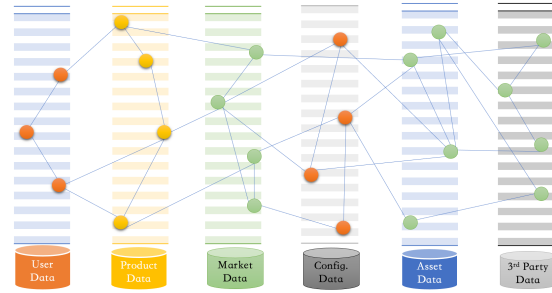 User
Data
Product
Data
Market
Data
Config.
Data
Asset
Data
3rd Party
Data